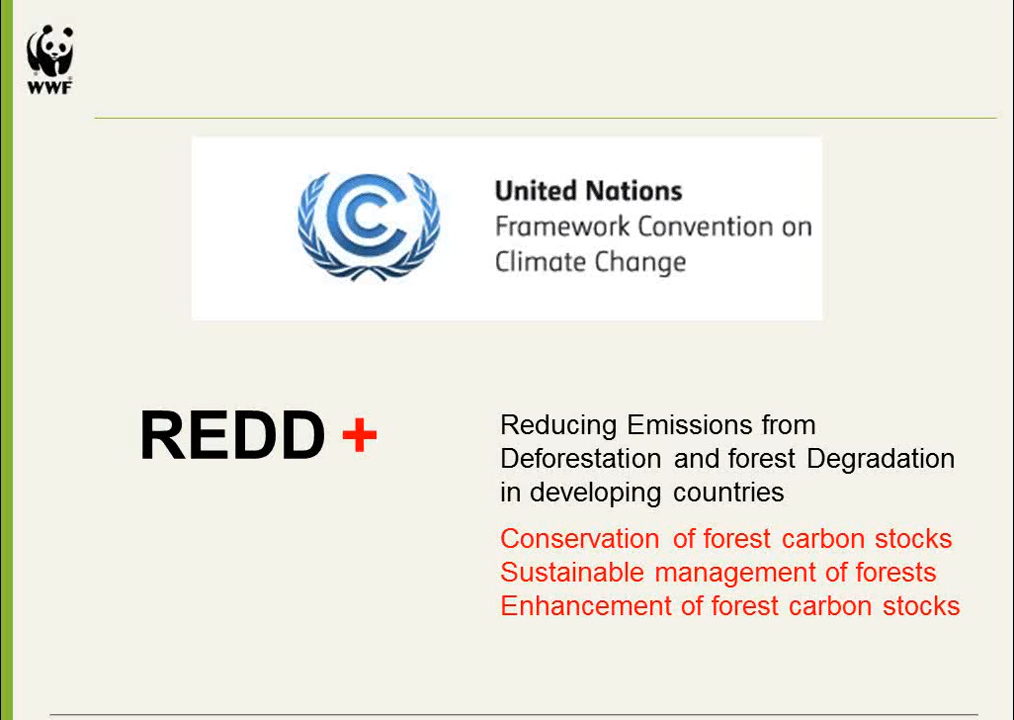 WWF
United Nations
Framework Convention on
Climate Change
REDD +
Reducing Emissions from
Deforestation and forest Degradation
in developing countries
Conservation of forest carbon stocks
Sustainable management of forests
Enhancement of forest carbon stocks